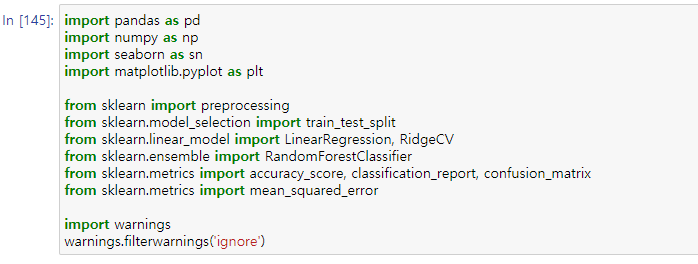 In [145]:
import pandas as pd
import numpy as np
import seaborn as sn
import matplotlib.pyplot as plt
from sklearn import preprocessing
from sklearn.model_selection import train_test_split
from sklearn.linear_model import LinearRegression, RidgeCV
from sklearn.ensemble import RandomForestClassifier
from sklearn.metrics import accuracy_score, classification_report, confusion_matrix
from sklearn.metrics import mean_squared_error
import warnings
warnings.filterwarnings('ignore')